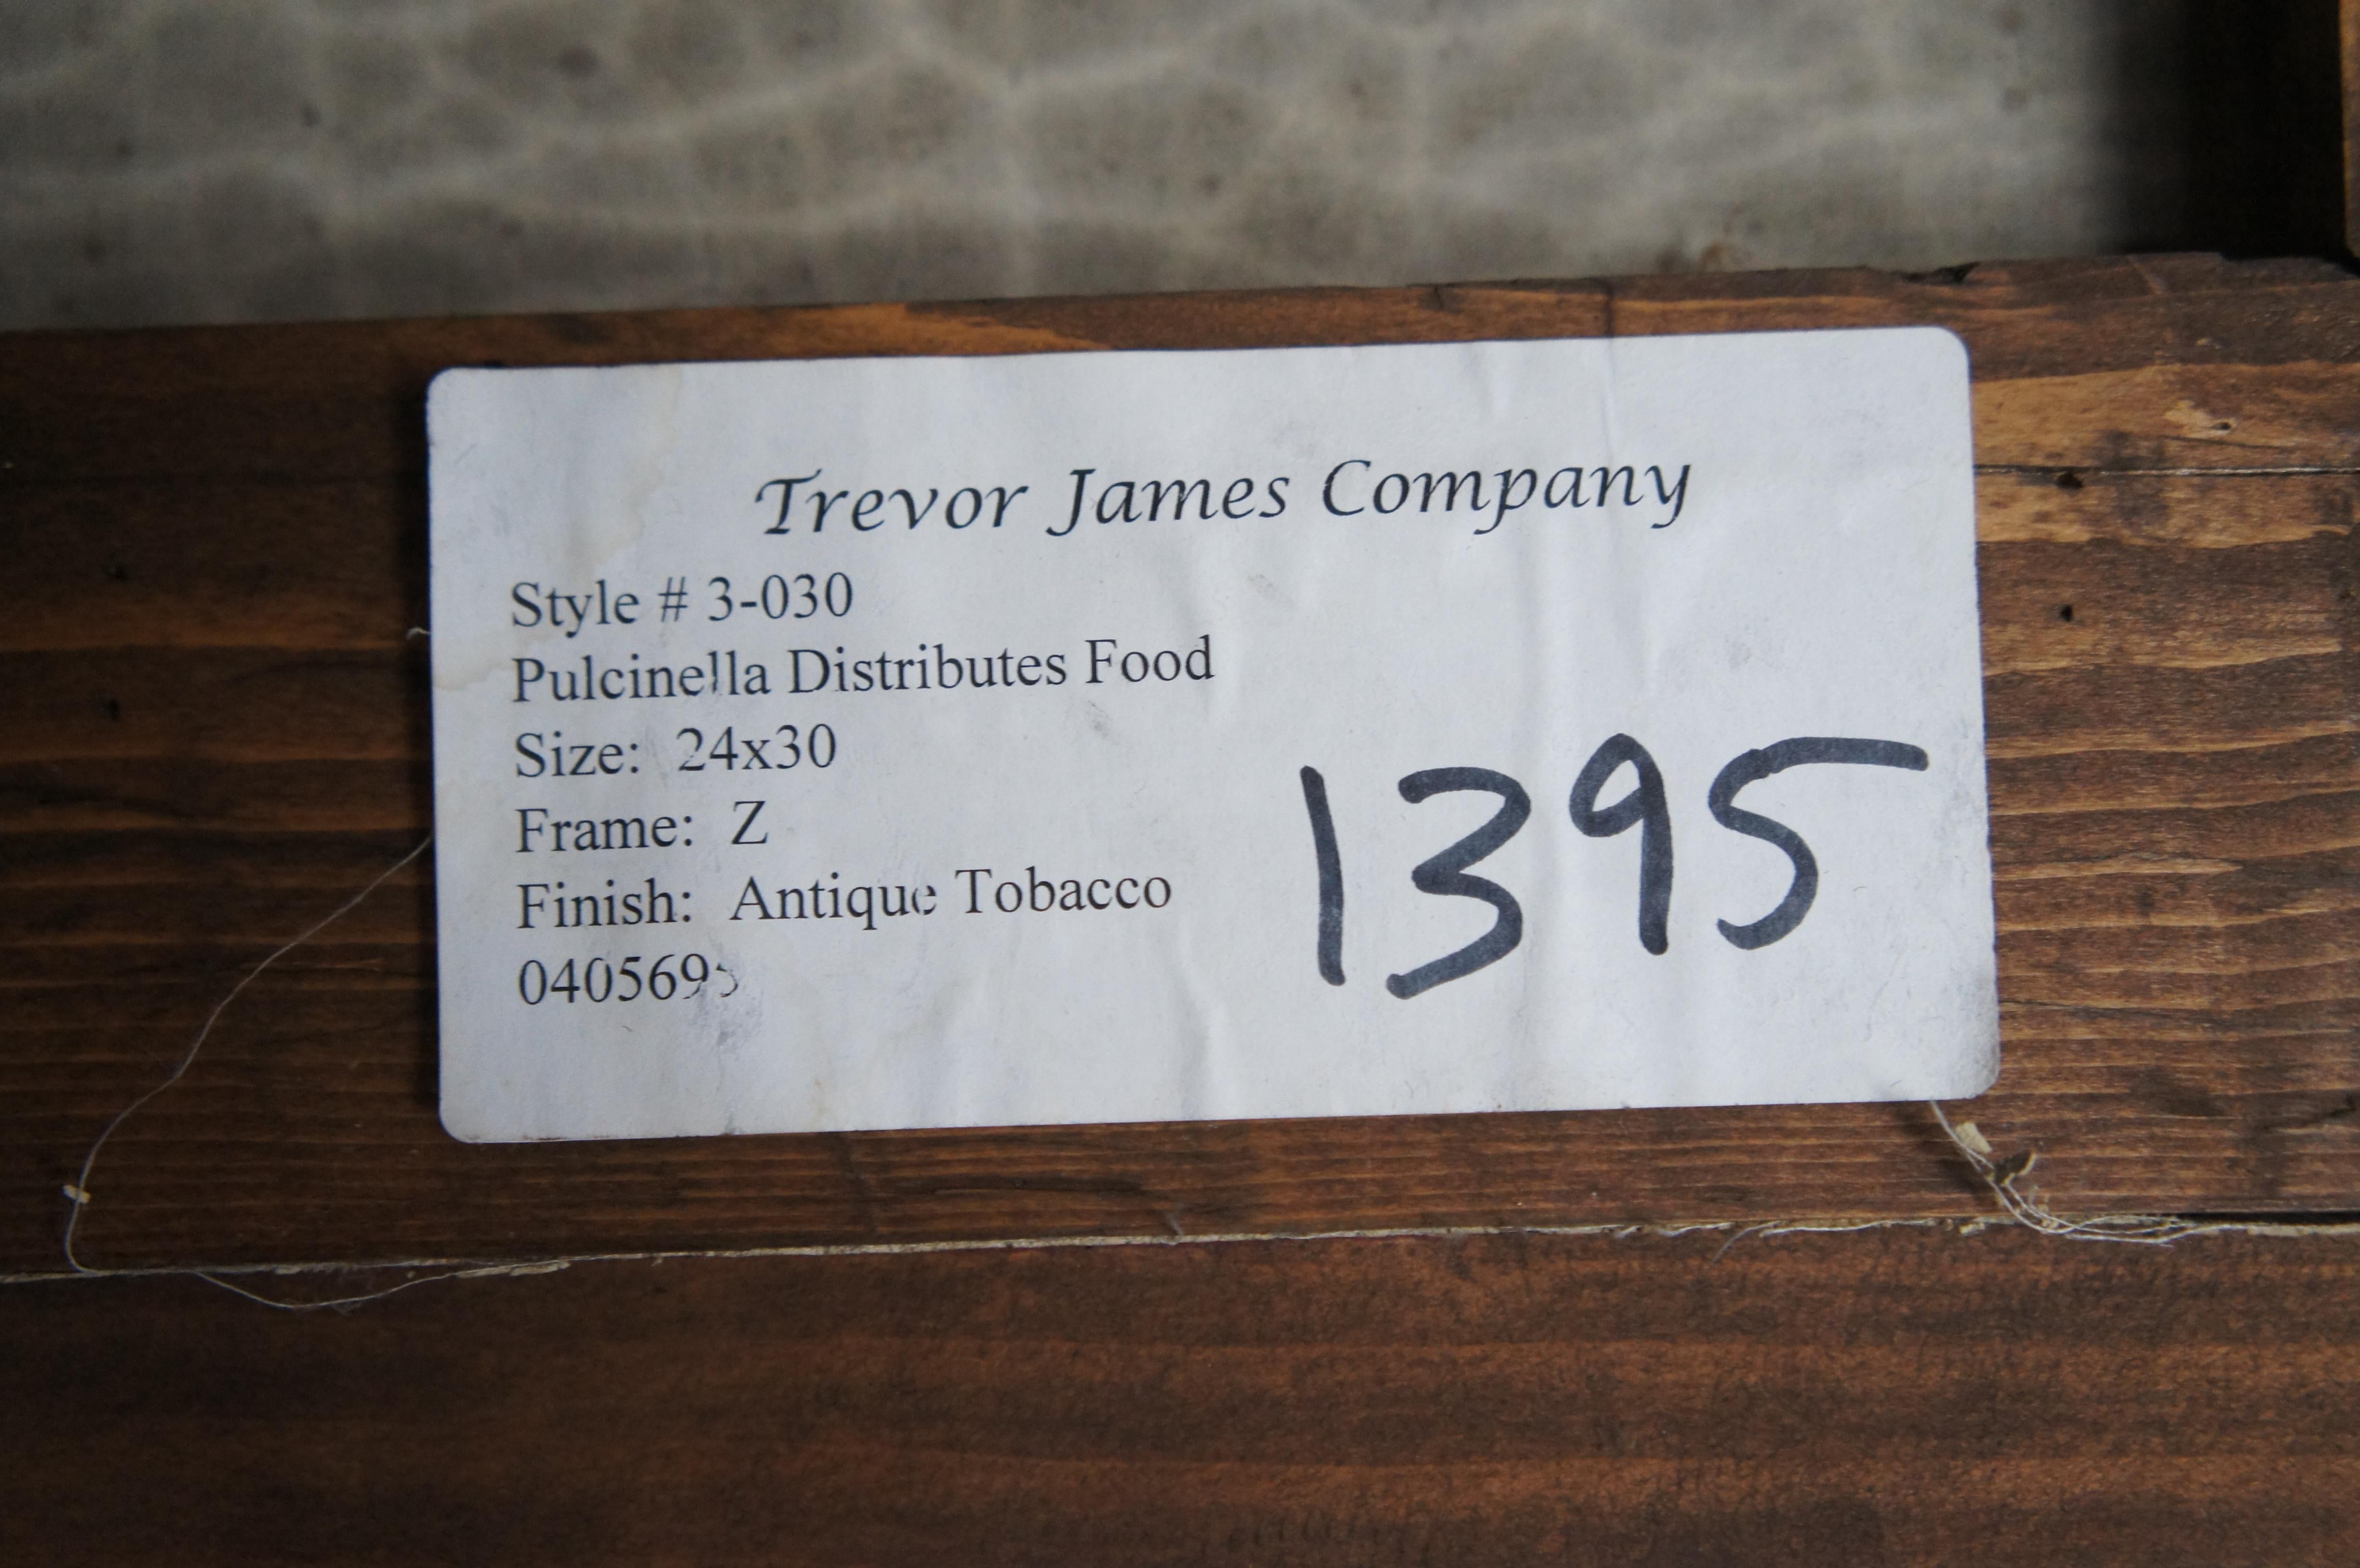 Trevor James Company
Style # 3-030
Pulcinella Distributes Food
Size: 24x30
Frame: Z
Finish: Antique Tobacco
1395